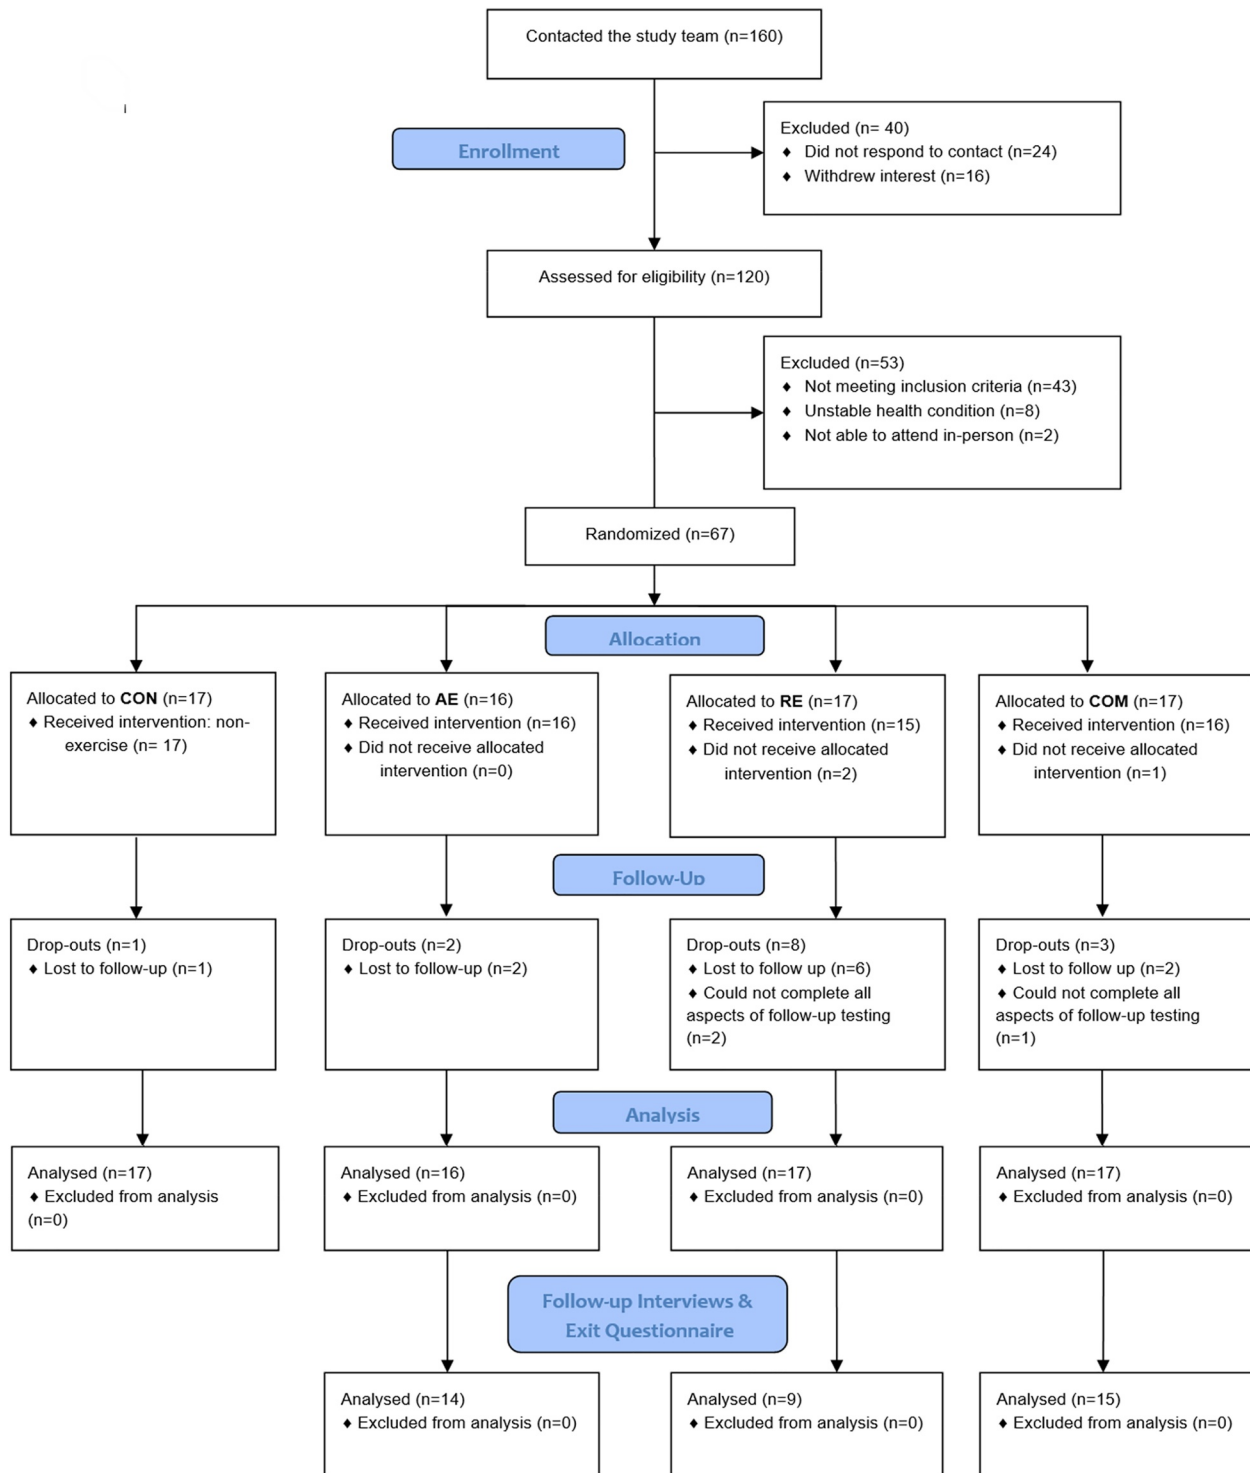 Contacted the study team (n=160)
Enrollment
Excluded (n= 40)
♦ Did not respond to contact (n=24)
♦ Withdrew interest (n=16)
Assessed for eligibility (n=120)
Excluded (n=53)
♦ Not meeting inclusion criteria (n=43)
♦ Unstable health condition (n=8)
♦ Not able to attend in-person (n=2)
Randomized (n=67)
Allocation
Allocated to CON (n=17)
♦ Received intervention: non-
exercise (n= 17)
Allocated to AE (n=16)
♦ Received intervention (n=16)
♦ Did not receive allocated
intervention (n=0)
Allocated to RE (n=17)
♦ Received intervention (n=15)
♦ Did not receive allocated
intervention (n=2)
Allocated to COM (n=17)
♦ Received intervention (n=16)
♦ Did not receive allocated
intervention (n=1)
Follow-Up
Drop-outs (n=1)
♦ Lost to follow-up (n=1)
Drop-outs (n=2)
♦ Lost to follow-up (n=2)
Drop-outs (n=8)
♦ Lost to follow up (n=6)
♦ Could not complete all
aspects of follow-up testing
(n=2)
Drop-outs (n=3)
♦ Lost to follow up (n=2)
♦ Could not complete all
aspects of follow-up testing
(n=1)
Analysis
Analysed (n=17)
♦ Excluded from analysis
(n=0)
Analysed (n=16)
♦ Excluded from analysis (n=0)
Analysed (n=17)
♦ Excluded from analysis (n=0)
Analysed (n=17)
♦ Excluded from analysis (n=0)
Follow-up Interviews &
Exit Questionnaire
Analysed (n=14)
♦ Excluded from analysis (n=0)
Analysed (n=9)
♦ Excluded from analysis (n=0)
Analysed (n=15)
♦ Excluded from analysis (n=0)